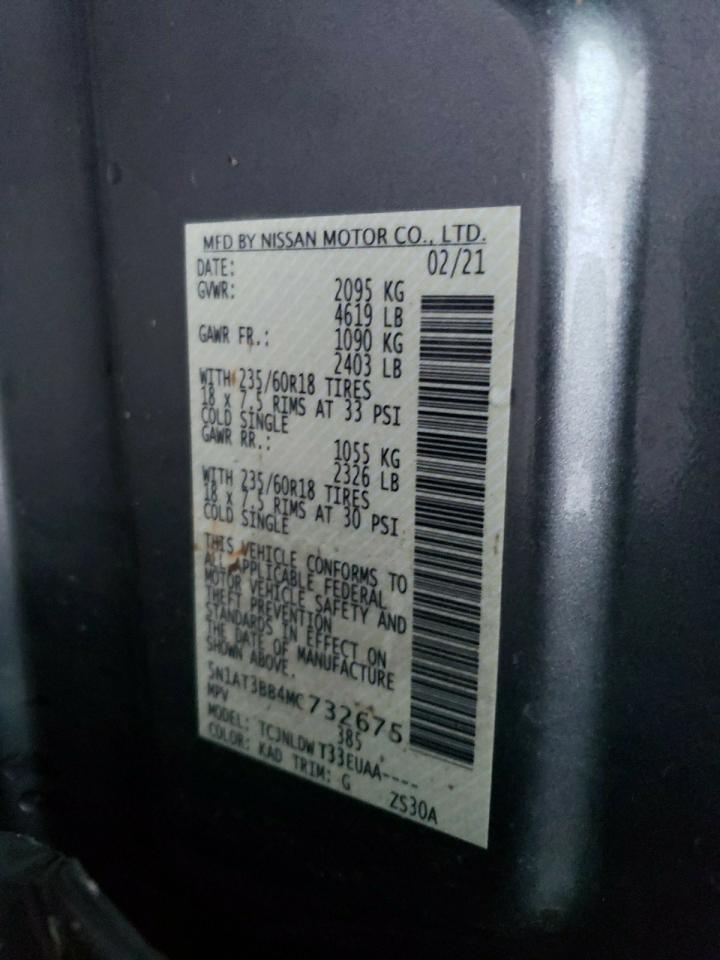 MFD BY NISSAN MOTOR CO., LTD.
DATE: 02/21
GVWR: 2095 KG
4619 LB
GAWR FR.: 1090 KG
2403 LB
WITH 235/60R18 TIRES
18 X 7.5 RIMS AT 33 PSI
COLD SINGLE
GAWR RR.: 1055 KG
2326 LB
WITH 235/60R18 TIRES
18 X 7.5 RIMS AT 30 PSI
COLD SINGLE
THIS VEHICLE CONFORMS TO
ALL APPLICABLE FEDERAL
MOTOR VEHICLE SAFETY AND
THEFT PREVENTION
STANDARDS IN EFFECT ON
THE DATE OF MANUFACTURE
SHOWN ABOVE.
5N1AT3BB4MC732675
MPV 385
MODEL: TCJNLDWT33EUAA----
COLOR: KAD TRIM: G ZS30A